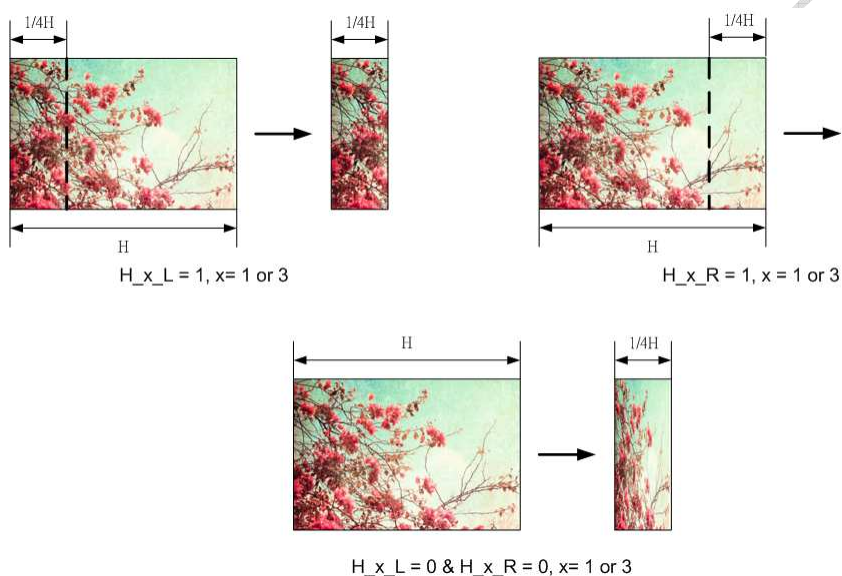 1/4H
1/4H
1/4H
H
H
H_x_L = 1, x= 1 or 3
H_x_R = 1, x = 1 or 3
H
1/4H
H_x_L = 0 & H_x_R = 0, x= 1 or 3